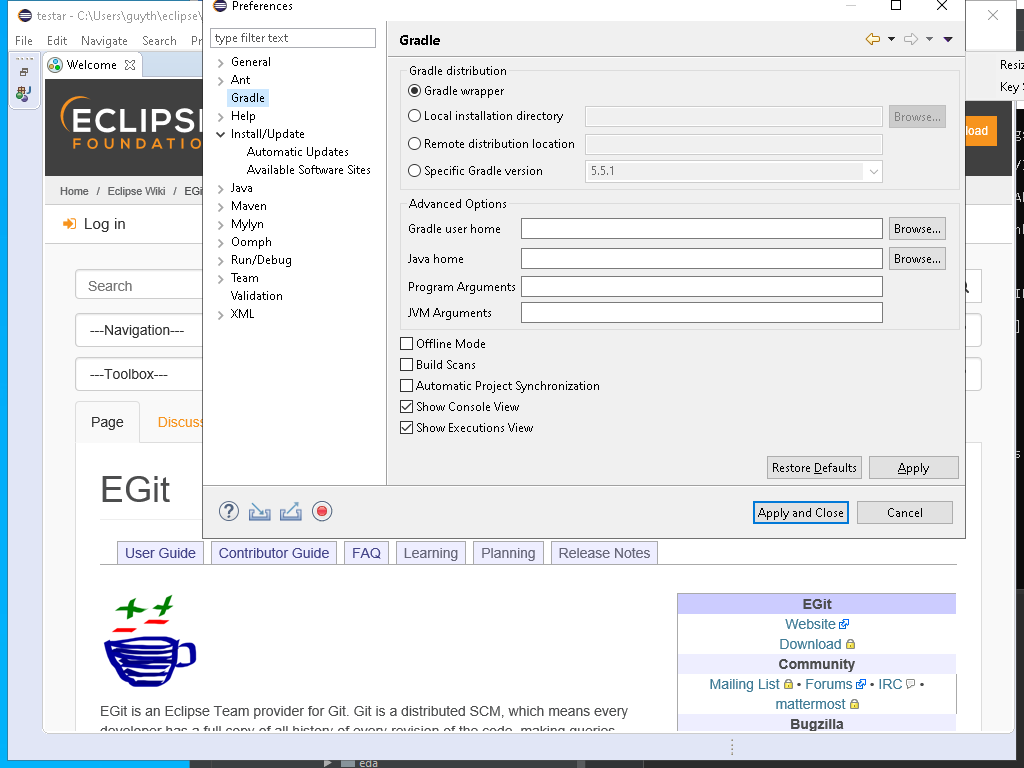 testar - C:\Users\guyth\eclipse\
Preferences
File Edit Navigate Search
Welcome
type filter text
General
Ant
Gradle
Help
Install/Update
Automatic Updates
Available Software Sites
Java
Maven
Mylyn
Oomph
Run/Debug
Team
Validation
XML
Gradle
Gradle distribution
Gradle wrapper
Local installation directory
Browse...
Remote distribution location
Specific Gradle version
5.5.1
Advanced Options
Gradle user home
Browse...
Java home
Browse...
Program Arguments
JVM Arguments
Offline Mode
Build Scans
Automatic Project Synchronization
Show Console View
Show Executions View
Restore Defaults
Apply
Apply and Close
Cancel
ECLIPS
FOUNDATIO
load
Home / Eclipse Wiki / EGi
Log in
Search
---Navigation---
---Toolbox---
Page
Discuss
EGit
User Guide
Contributor Guide
FAQ
Learning
Planning
Release Notes
EGit
Website
Download
Community
Mailing List • Forums • IRC •
mattermost
Bugzilla
EGit is an Eclipse Team provider for Git. Git is a distributed SCM, which means every
developer has a full copy of all history of every revision of the code, making queries
Resiz
Key S
eda